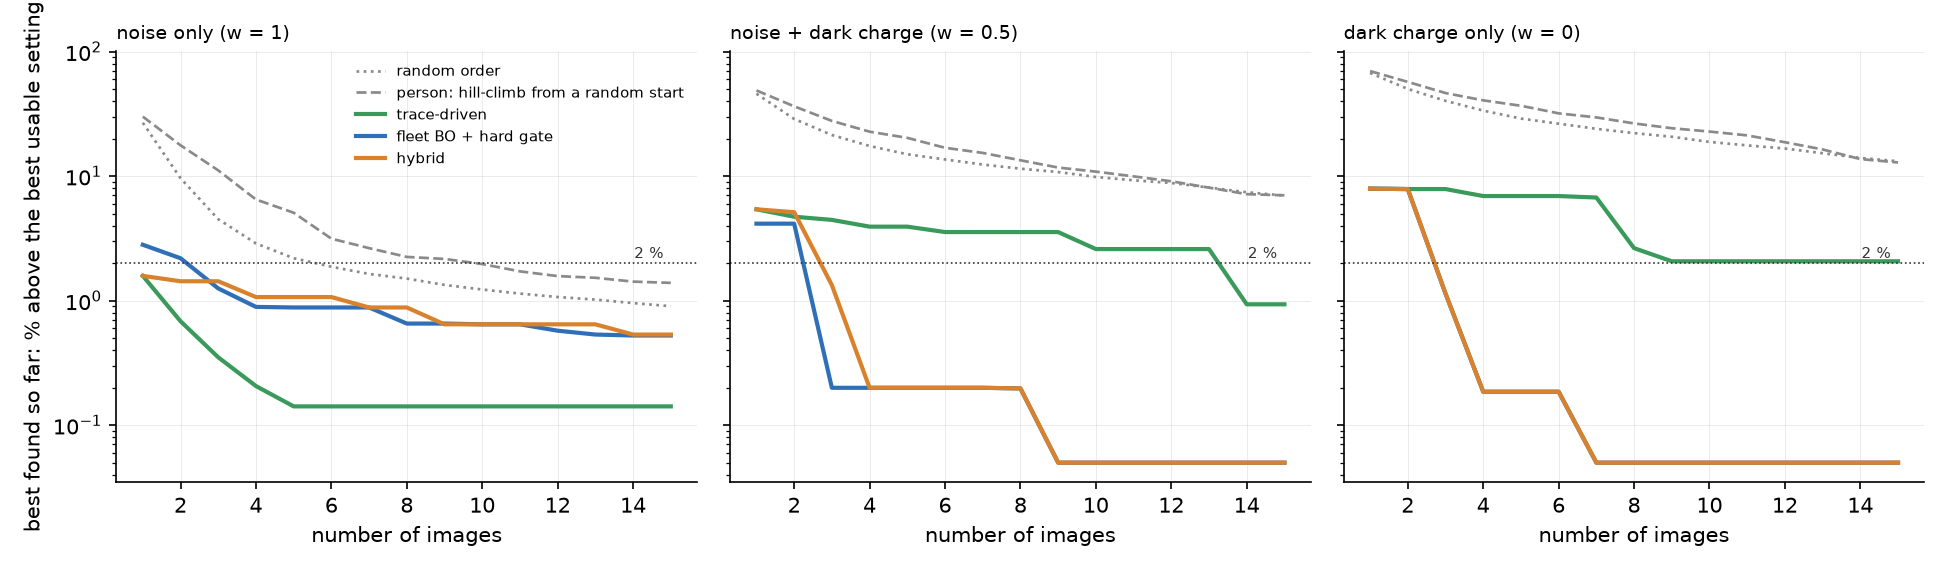 noise only (w = 1)
noise + dark charge (w = 0.5)
dark charge only (w = 0)
best found so far: % above the best usable setting
10²
10¹
10⁰
10⁻¹
random order
person: hill-climb from a random start
trace-driven
fleet BO + hard gate
hybrid
2 %
2 %
2 %
2 4 6 8 10 12 14
2 4 6 8 10 12 14
2 4 6 8 10 12 14
number of images
number of images
number of images